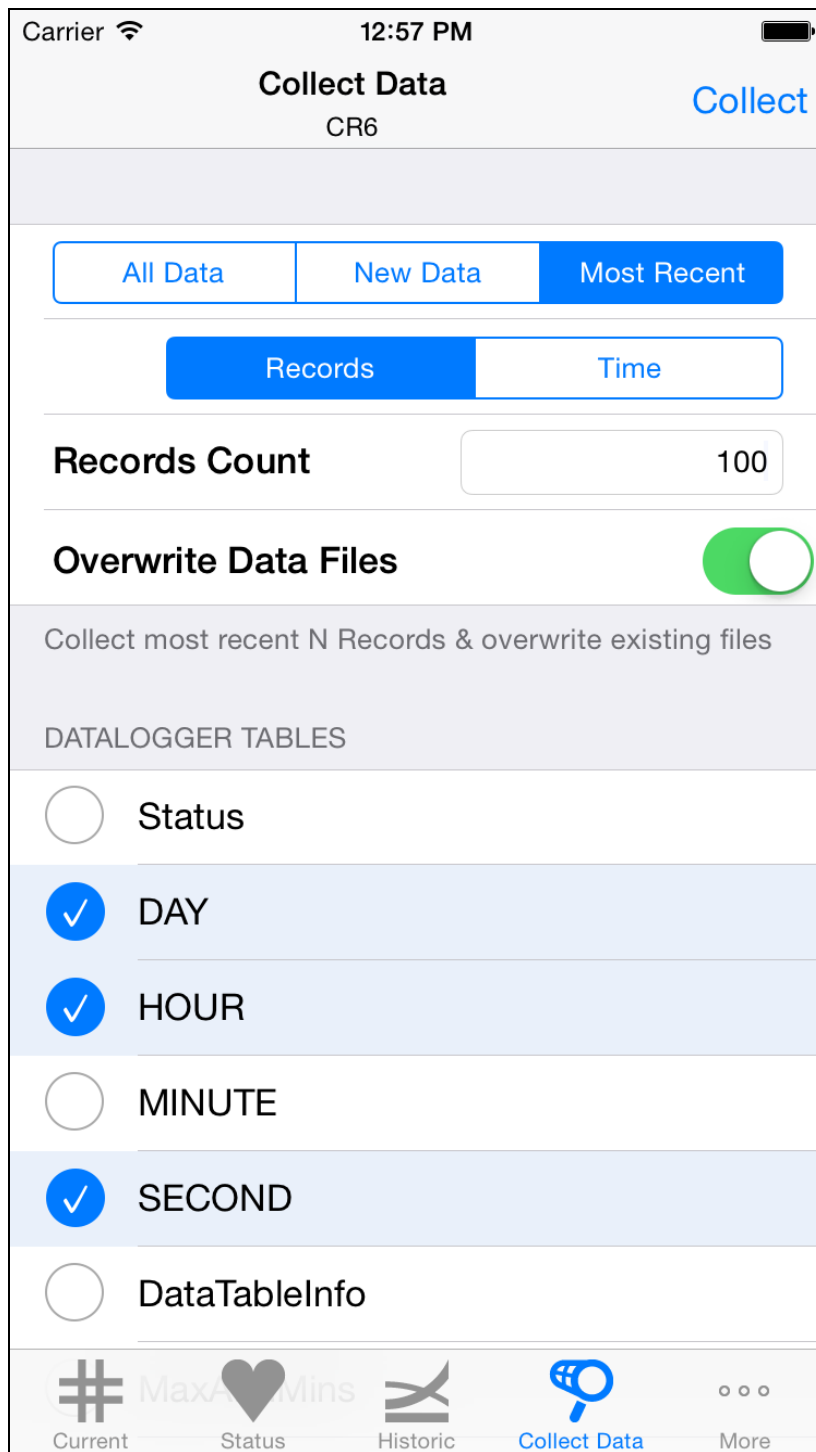 Carrier 12:57 PM
Collect Data
Collect
CR6
All Data New Data Most Recent
Records Time
Records Count 100
Overwrite Data Files
Collect most recent N Records & overwrite existing files
DATALOGGER TABLES
Status
DAY
HOUR
MINUTE
SECOND
DataTableInfo
Current Status Historic Collect Data More